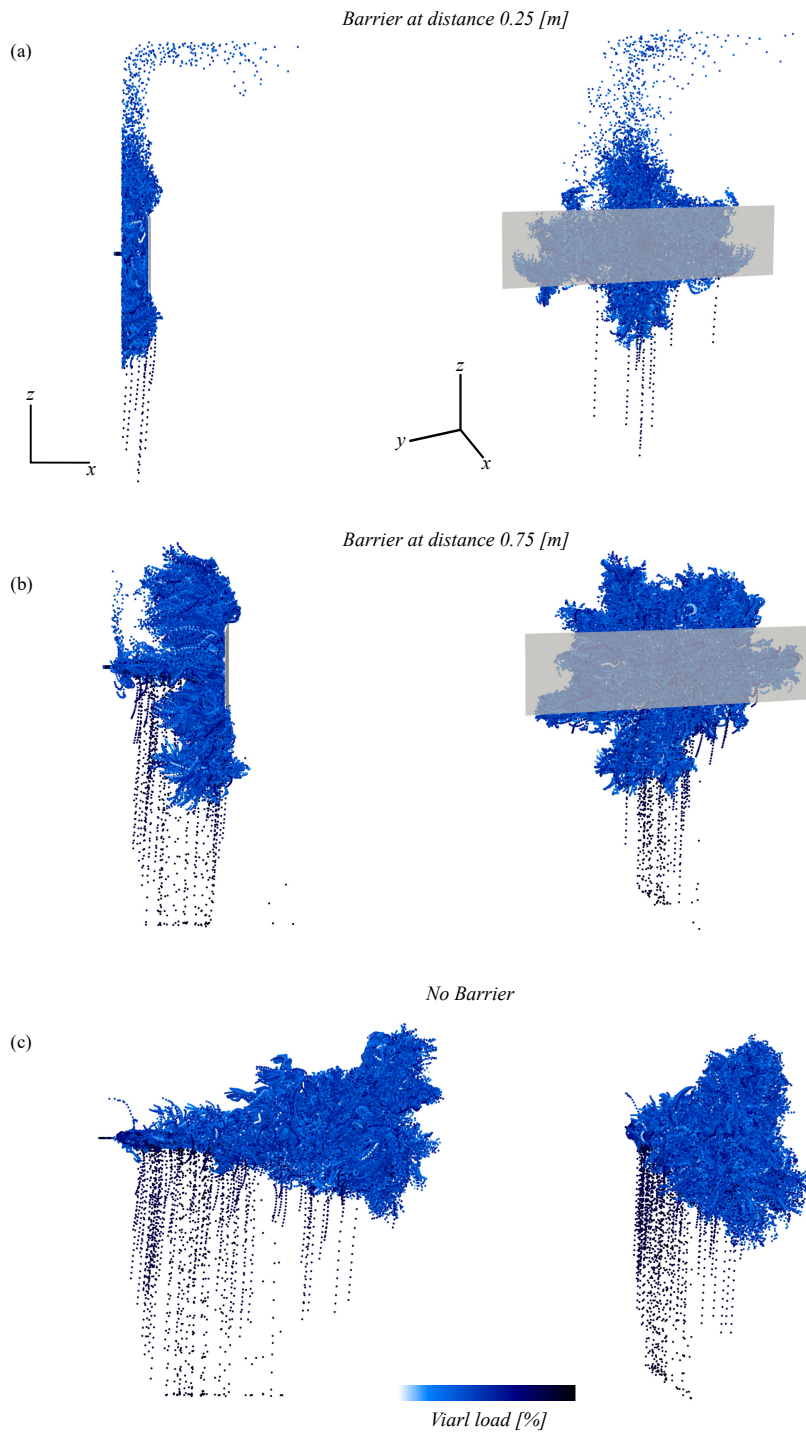 Barrier at distance 0.25 [m]
(a)
z
x
z
y
x
Barrier at distance 0.75 [m]
(b)
No Barrier
(c)
Viarl load [%]